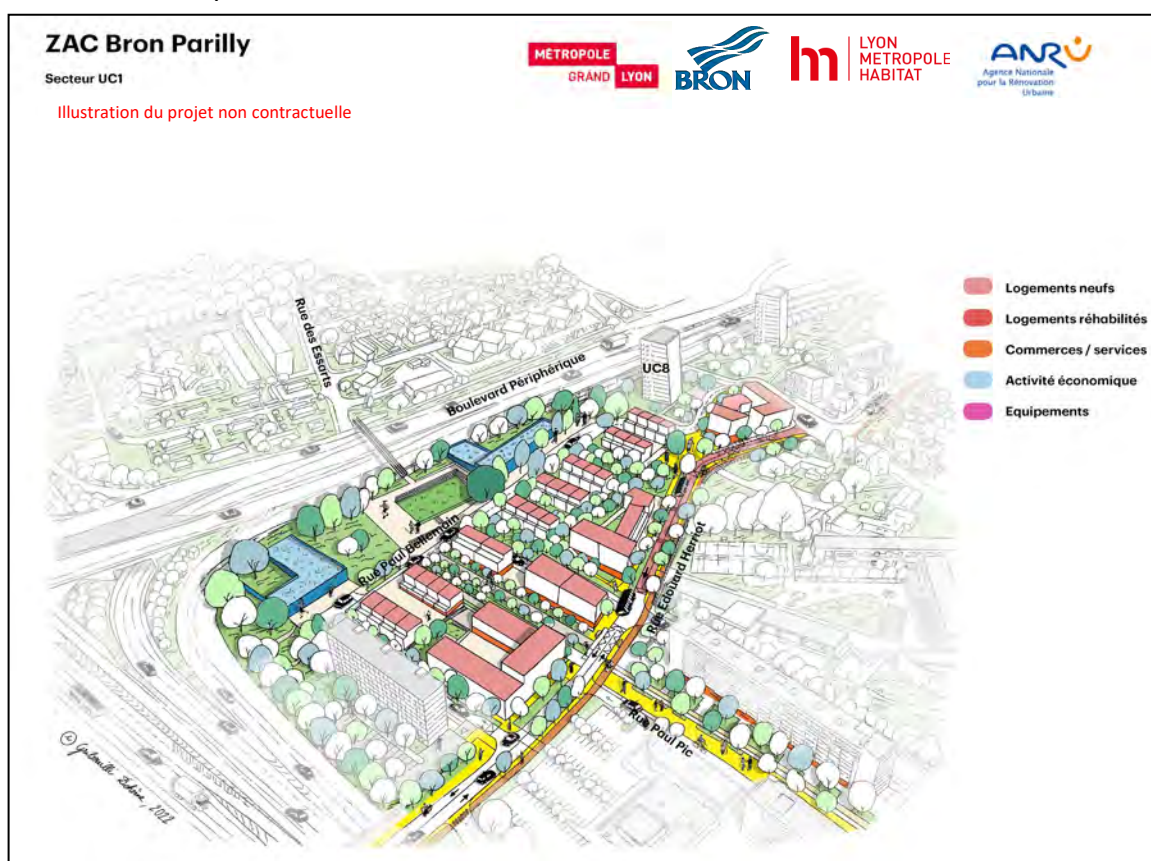 ZAC Bron Parilly
Secteur UC1
Illustration du projet non contractuelle
MÉTROPOLE
GRAND LYON
BRON
hm
LYON
METROPOLE
HABITAT
ANRU
Agence Nationale
pour la Rénovation
Urbaine
Logements neufs
Logements réhabilités
Commerces / services
Activité économique
Equipements
Rue des Essarts
Boulevard Périphérique
UC8
Rue Paul Bellemain
Rue Edouard Herriot
Rue Paul Pic
2022